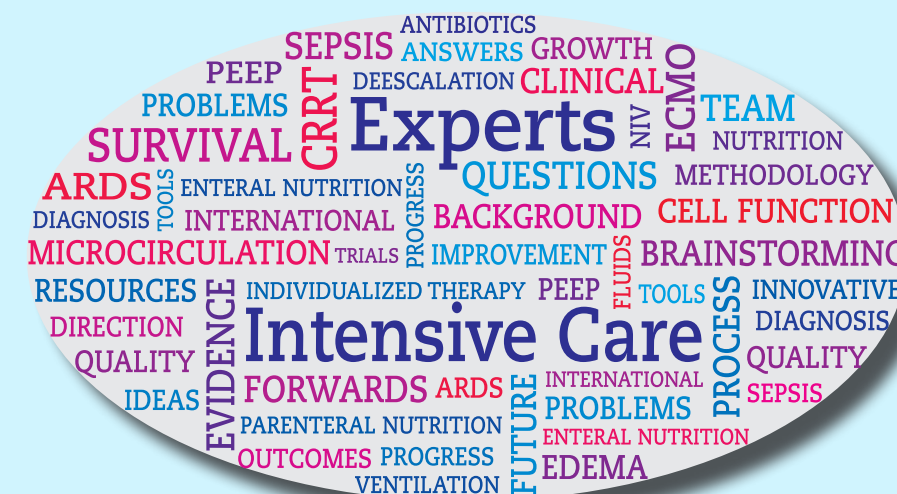 ANTIBIOTICS
SEPSIS ANSWERS GROWTH
PEEP CRRT DEESCALATION CLINICAL ECMO
PROBLEMS Experts NIV TEAM
SURVIVAL NUTRITION
ARDS TOOLS ENTERAL NUTRITION PROGRESS QUESTIONS METHODOLOGY
DIAGNOSIS INTERNATIONAL BACKGROUND CELL FUNCTION
MICROCIRCULATION TRIALS IMPROVEMENT FLUIDS BRAINSTORMING
RESOURCES EVIDENCE INDIVIDUALIZED THERAPY PEEP TOOLS PROCESS INNOVATIVE
DIRECTION Intensive Care DIAGNOSIS
QUALITY QUALITY
IDEAS FORWARDS ARDS FUTURE INTERNATIONAL SEPSIS
PARENTERAL NUTRITION PROBLEMS
ENTERAL NUTRITION
OUTCOMES PROGRESS EDEMA
VENTILATION